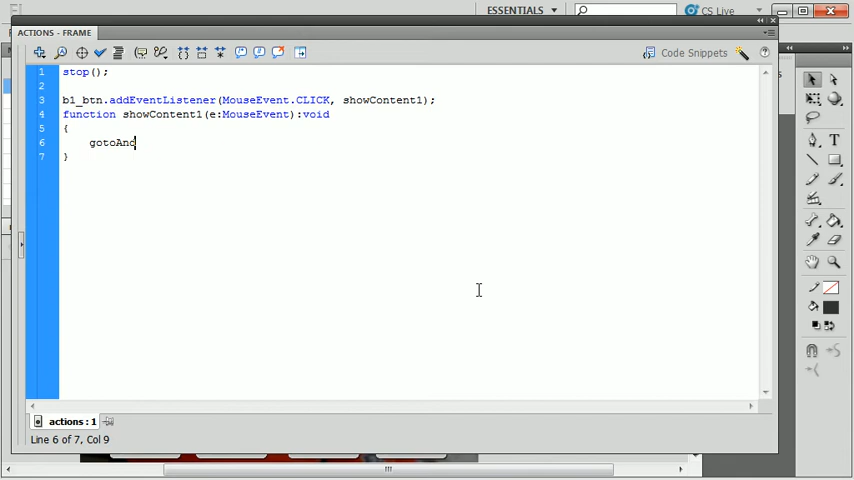 Fl
ESSENTIALS
CS Live
ACTIONS - FRAME
Code Snippets
1 stop();
2
3 b1_btn.addEventListener(MouseEvent.CLICK, showContent1);
4 function showContent1(e:MouseEvent):void
5 {
6 gotoAnd
7 }
actions:1
Line 6 of 7, Col 9